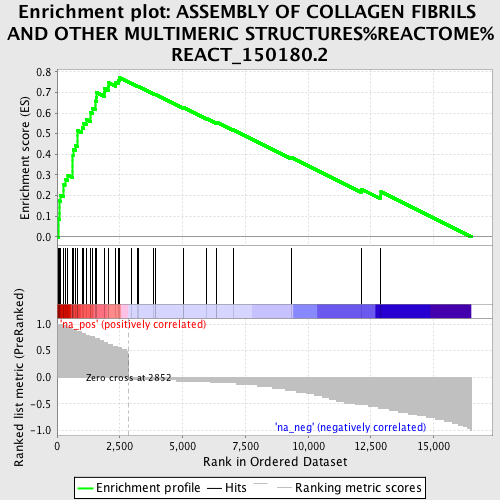 Enrichment plot: ASSEMBLY OF COLLAGEN FIBRILS
AND OTHER MULTIMERIC STRUCTURES%REACTOME%
REACT_150180.2
Enrichment score (ES)
0.8
0.7
0.6
0.5
0.4
0.3
0.2
0.1
0.0
Ranked list metric (PreRanked)
1.0
0.5
0.0
-0.5
-1.0
'na_pos' (positively correlated)
Zero cross at 2852
'na_neg' (negatively correlated)
0
2,500
5,000
7,500
10,000
12,500
15,000
Rank in Ordered Dataset
Enrichment profile
Hits
Ranking metric scores